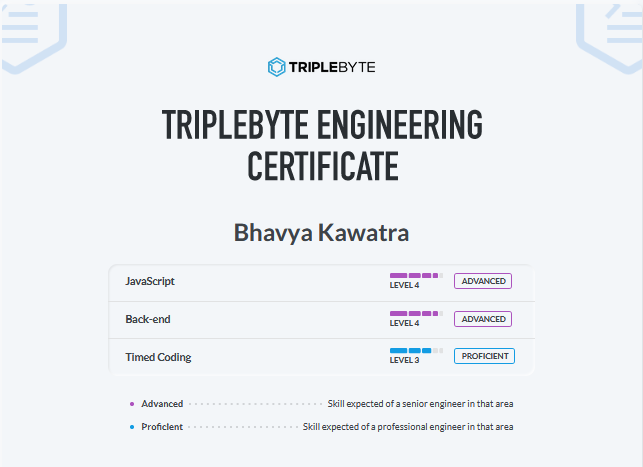 TRIPLEBYTE
TRIPLEBYTE ENGINEERING
CERTIFICATE
Bhavya Kawatra
JavaScript LEVEL 4 ADVANCED
Back-end LEVEL 4 ADVANCED
Timed Coding LEVEL 3 PROFICIENT
Advanced Skill expected of a senior engineer in that area
Proficient Skill expected of a professional engineer in that area